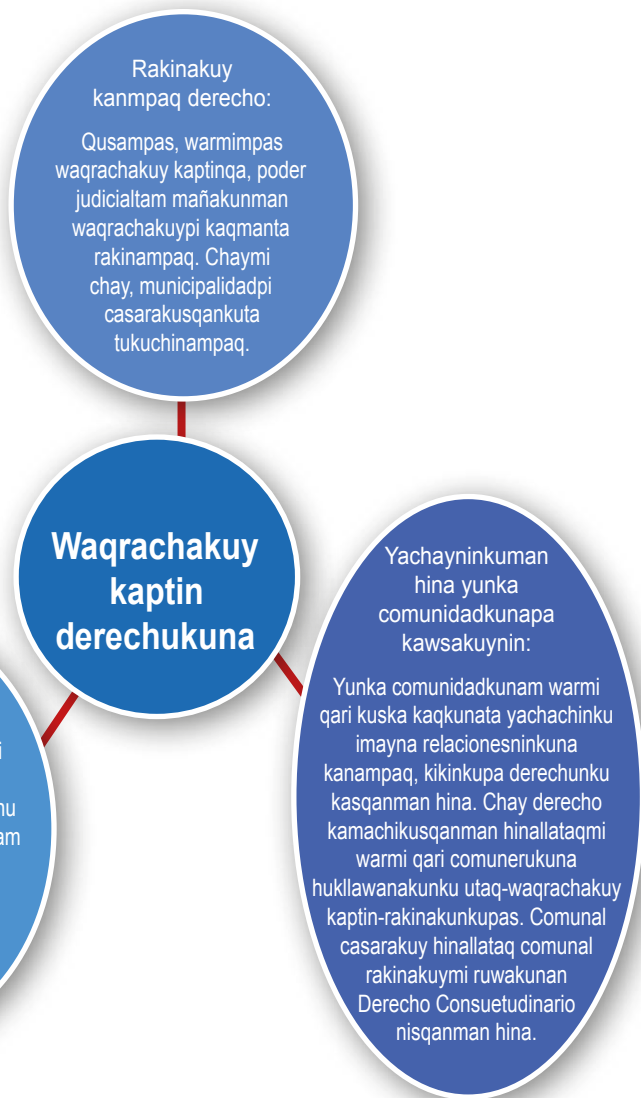 Rakinakuy
kanmpaq derecho:
Qusampas, warmimpas
waqrachakuy kaptinqa, poder
judicialtam mañakunman
waqrachakuypi kaqmanta
rakinampaq. Chaymi
chay, municipalidadpi
casarakusqankuta
tukuchinampaq.
Waqrachakuy
kaptin
derechukuna
Yachayninkuman
hina yunka
comunidadkunapa
kawsakuynin:
Yunka comunidadkunam warmi
qari kuska kaqkunata yachachinku
imayna relacionesninkuna
kanampaq, kikinkupa derechunku
kasqanman hina. Chay derecho
kamachikusqanman hinallataqmi
warmi qari comunerukuna
hukllawanakunku utaq-waqrachakuy
kaptin-rakinakunkupas. Comunal
casarakuy hinallataq comunal
rakinakuymi ruwakunan
Derecho Consuetudinario
nisqanman hina.